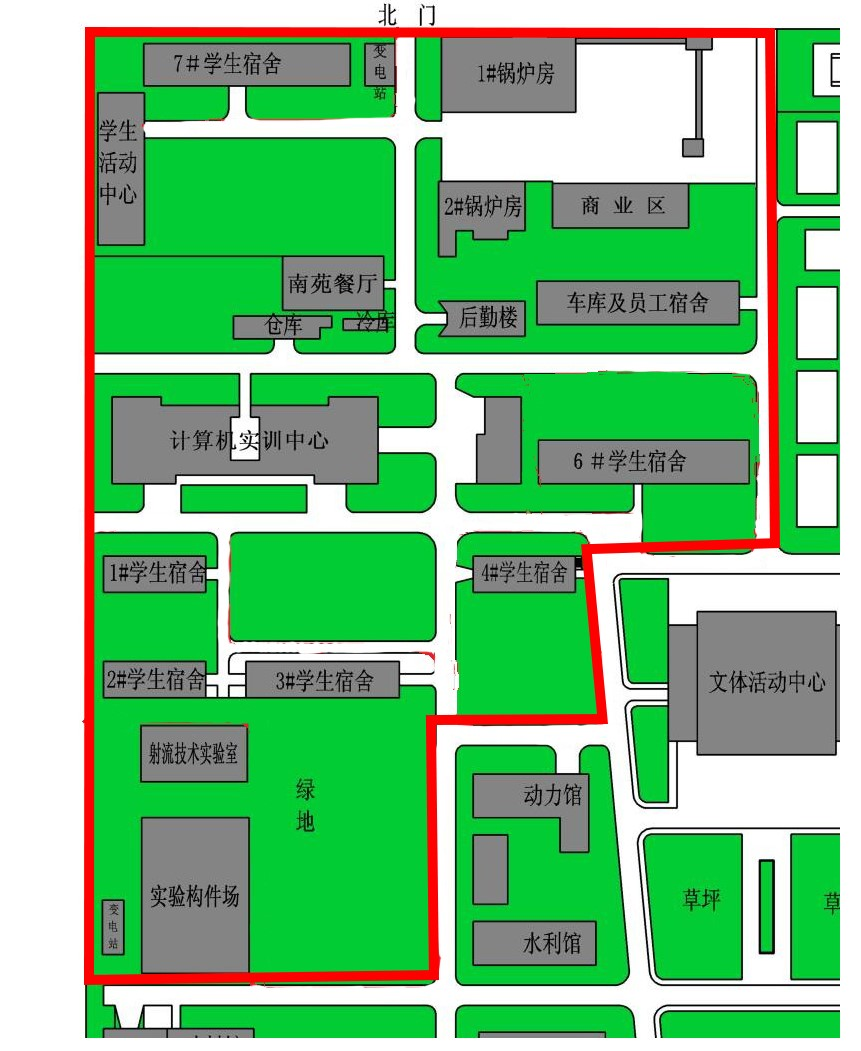 北 门
7#学生宿舍
变电站
1#锅炉房
学生
活动
中心
2#锅炉房
商 业 区
南苑餐厅
车库及员工宿舍
仓库
冷库
后勤楼
计算机实训中心
6 #学生宿舍
1#学生宿舍
4#学生宿舍
2#学生宿舍
3#学生宿舍
文体活动中心
射流技术实验室
绿地
动力馆
实验构件场
草坪
草
变电站
水利馆